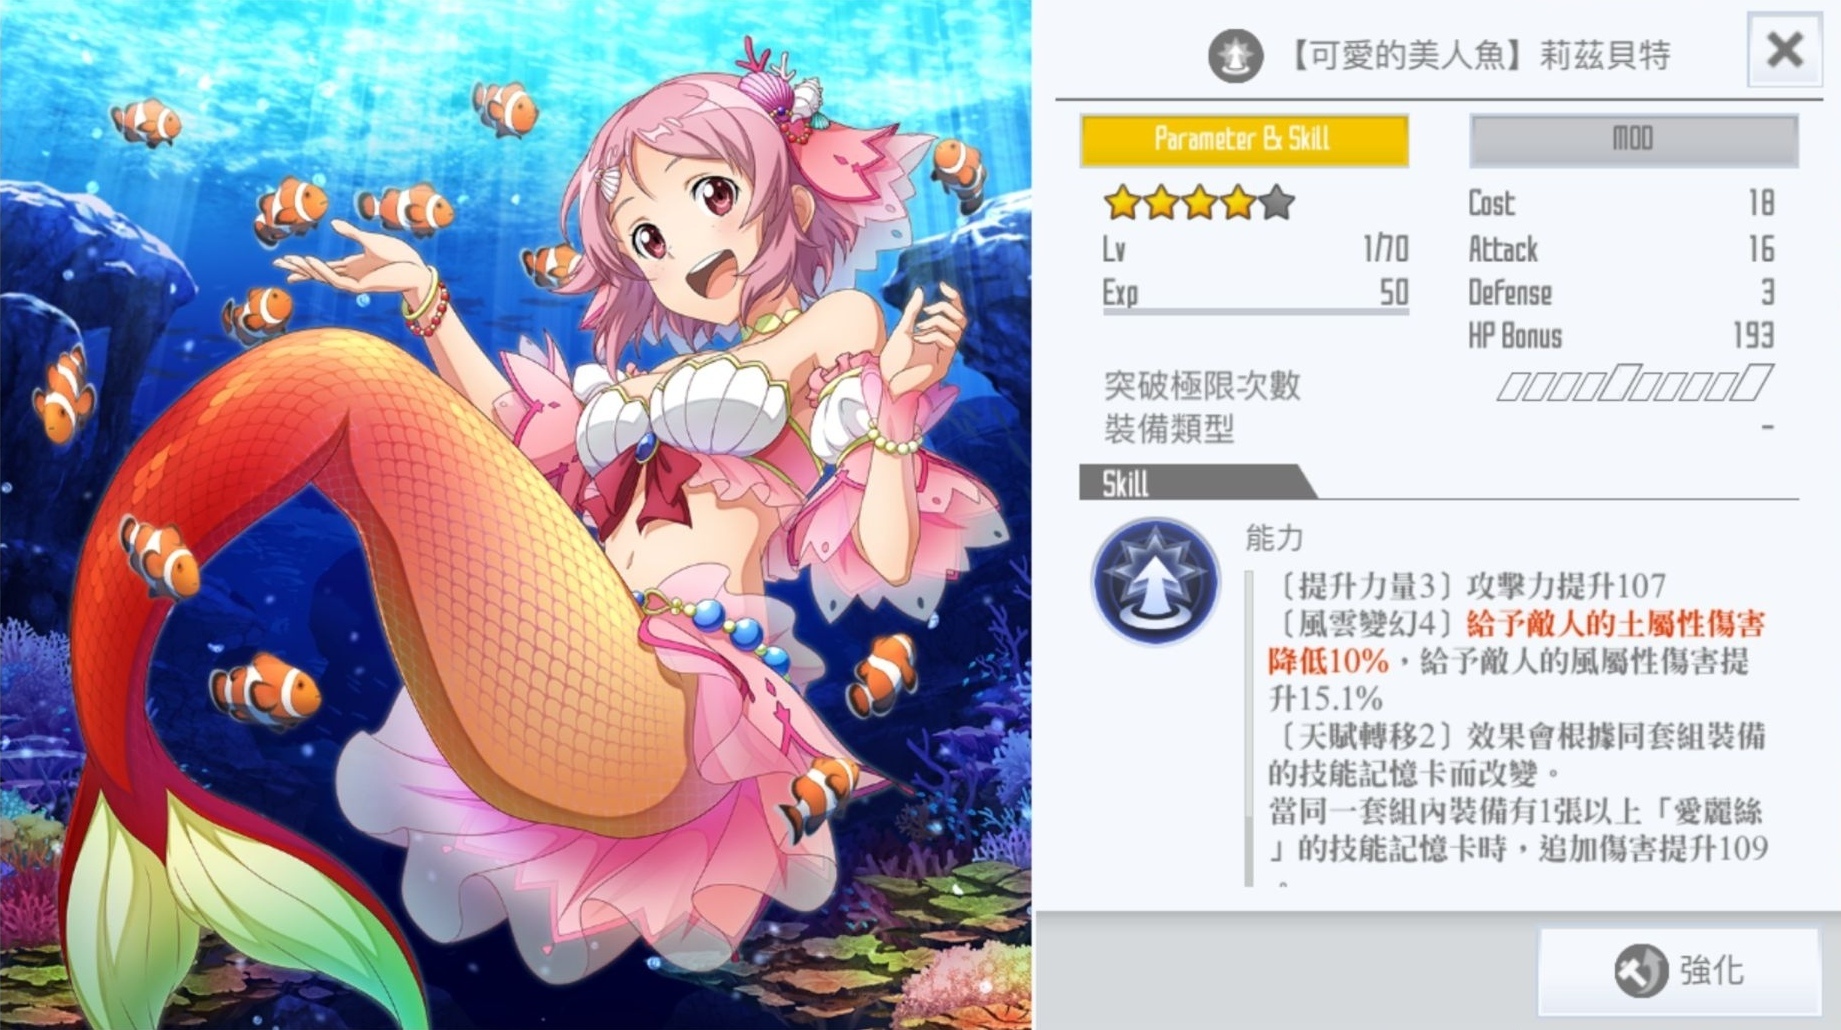 【可愛的美人魚】莉茲貝特
Parameter & Skill
MOD
Lv 1/70
Exp 50
Cost 18
Attack 16
Defense 3
HP Bonus 193
突破極限次數
裝備類型 -
Skill
能力
〔提升力量3〕攻擊力提升107
〔風雲變幻4〕給予敵人的土屬性傷害
降低10%，給予敵人的風屬性傷害提
升15.1%
〔天賦轉移2〕效果會根據同套組裝備
的技能記憶卡而改變。
當同一套組內裝備有1張以上「愛麗絲
」的技能記憶卡時，追加傷害提升109
。
強化